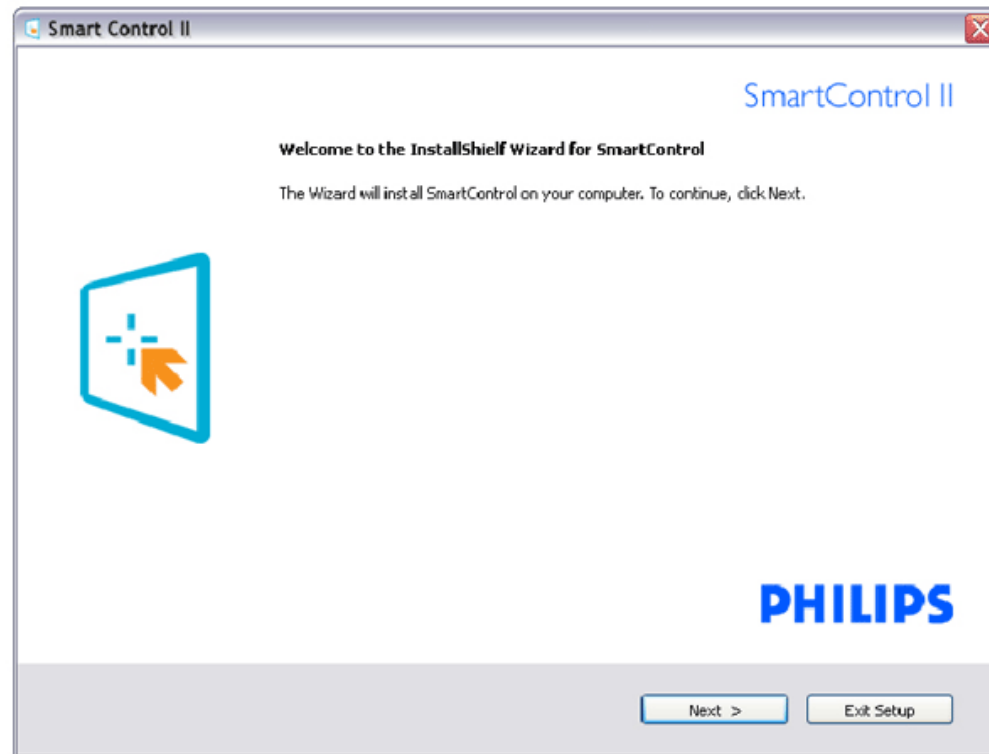 Smart Control II
SmartControl II
Welcome to the InstallShielf Wizard for SmartControl
The Wizard will install SmartControl on your computer. To continue, click Next.
PHILIPS
Next >
Exit Setup